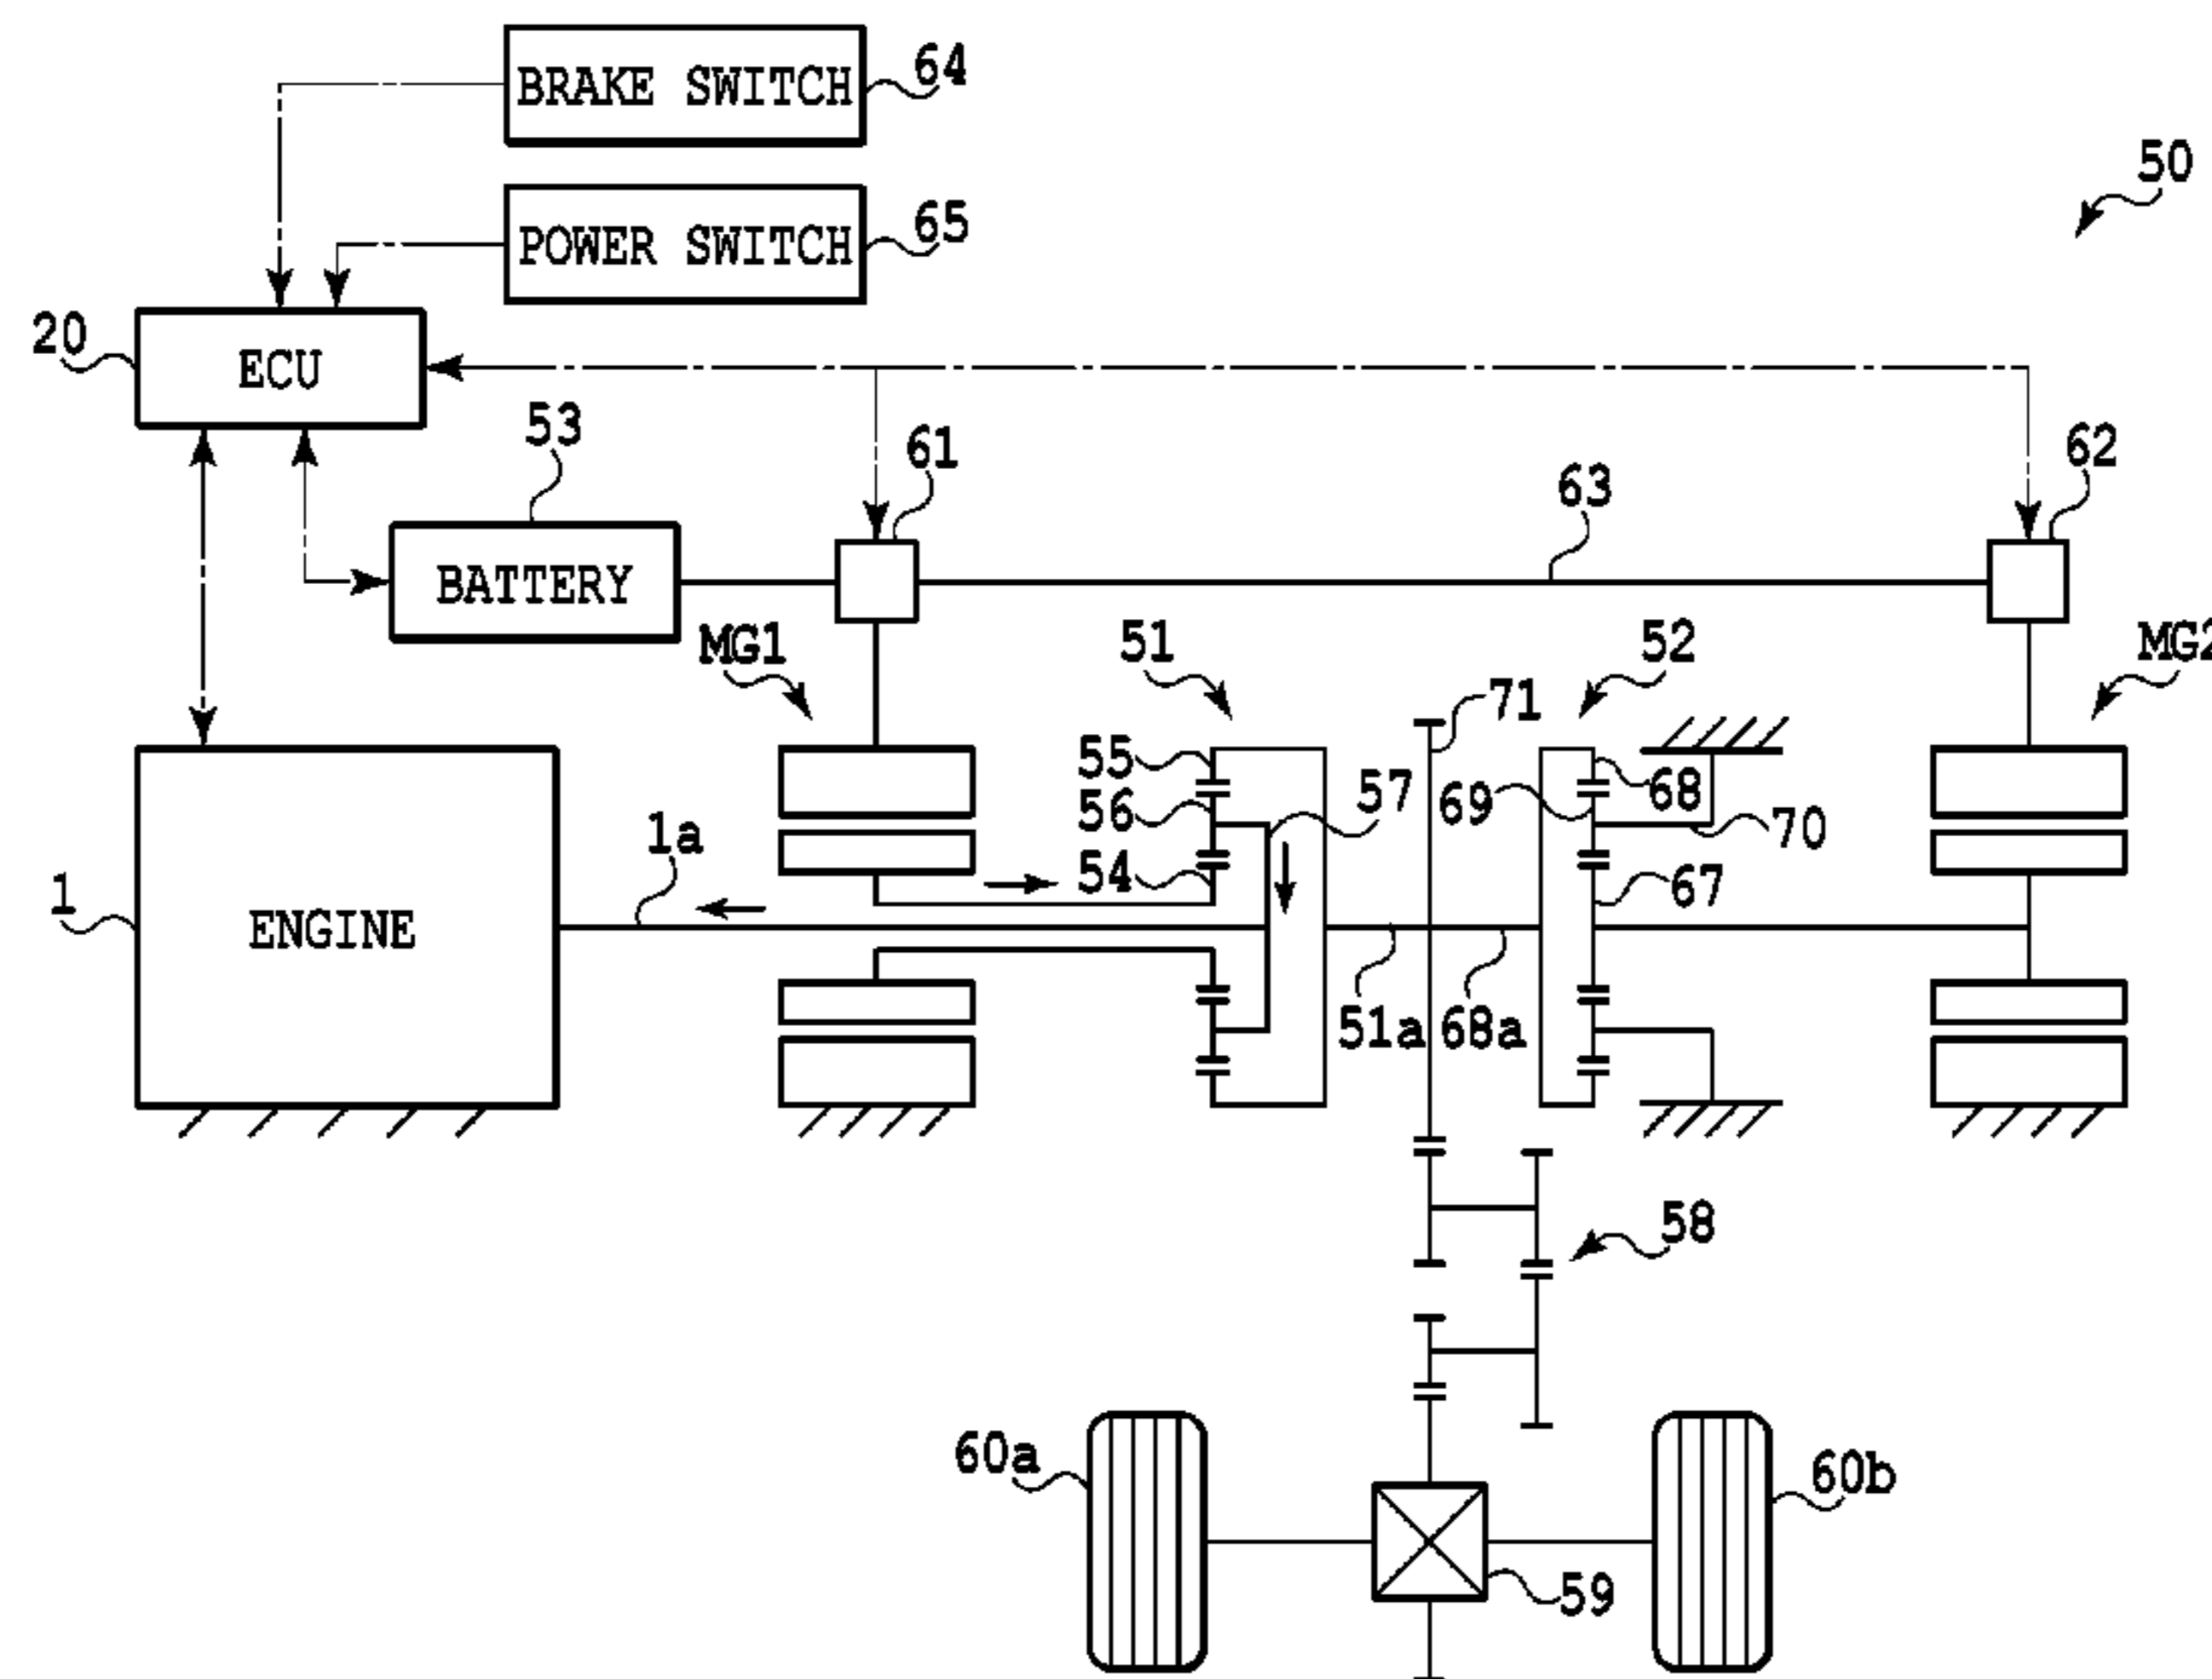 BRAKE SWITCH
64
50
POWER SWITCH
65
20
ECU
53
61
62
63
BATTERY
MG1
51
52
MG2
71
55
57
68
56
69
70
1a
54
67
1
ENGINE
51a
68a
58
60a
60b
59